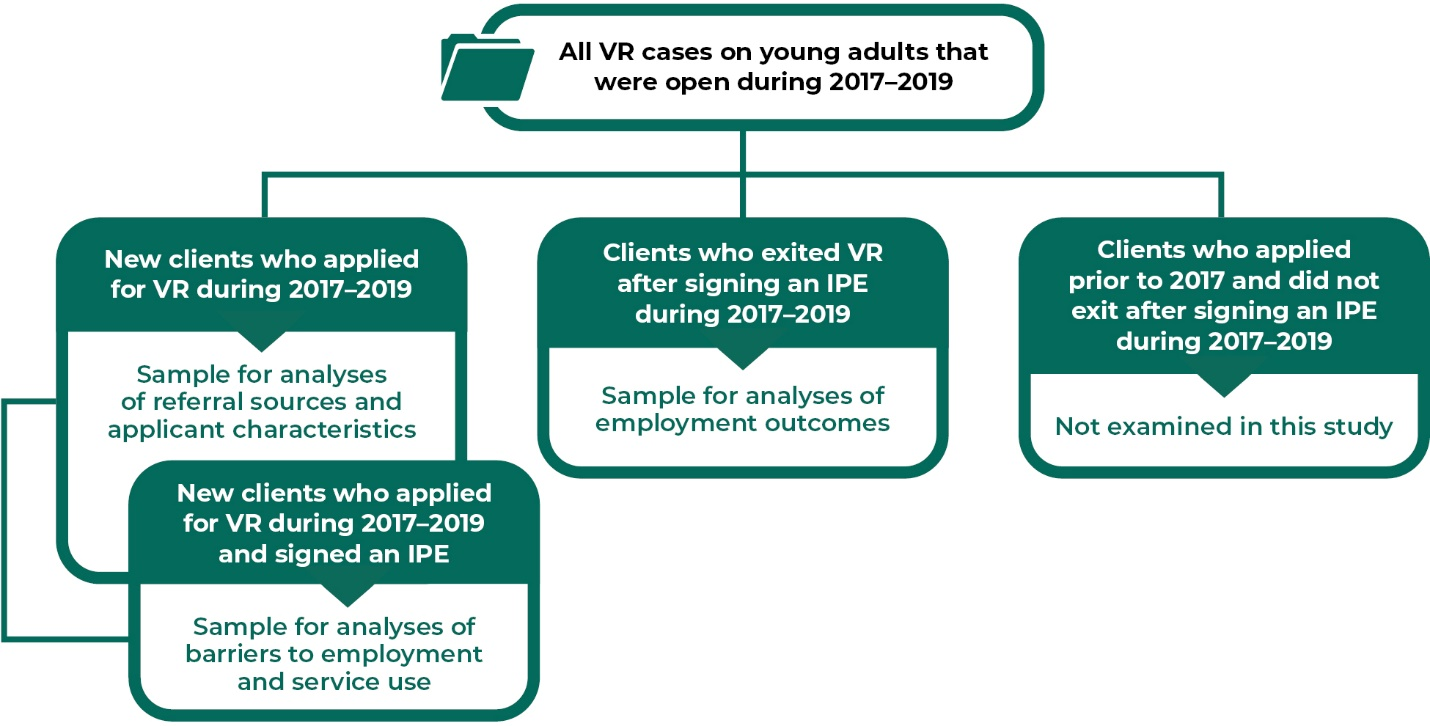 All VR cases on young adults that
were open during 2017–2019
New clients who applied
for VR during 2017–2019
Sample for analyses
of referral sources and
applicant characteristics
New clients who applied
for VR during 2017–2019
and signed an IPE
Sample for analyses of
barriers to employment
and service use
Clients who exited VR
after signing an IPE
during 2017–2019
Sample for analyses of
employment outcomes
Clients who applied
prior to 2017 and did not
exit after signing an IPE
during 2017–2019
Not examined in this study